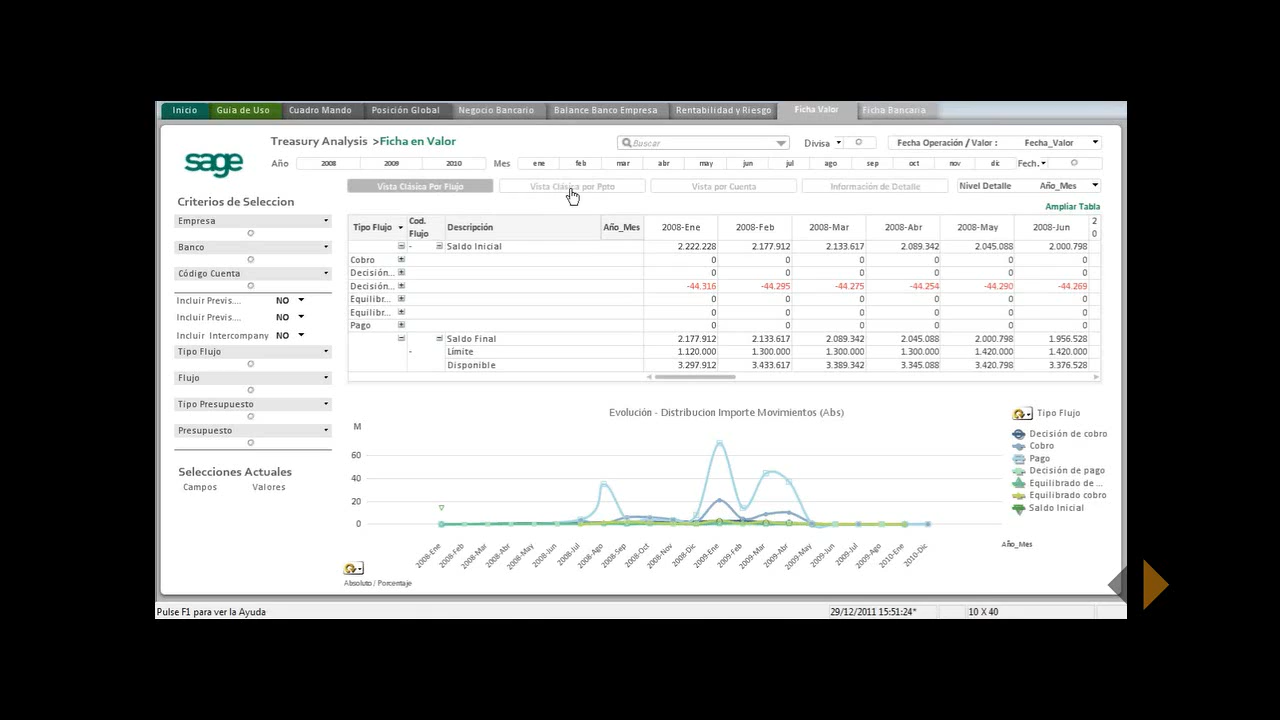 Inicio Guía de Uso Cuadro Mando Posición Global Negocio Bancario Balance Banco Empresa Rentabilidad y Riesgo Ficha Valor Ficha Bancaria
sage
Treasury Analysis >Ficha en Valor
Buscar
Divisa
Fecha Operación / Valor : Fecha_Valor
Año 2008 2009 2010 Mes ene feb mar abr may jun jul ago sep oct nov dic Fech.
Vista Clásica Por Flujo Vista Clásica por Ppto Vista por Cuenta Información de Detalle Nivel Detalle Año_Mes
Ampliar Tabla
Criterios de Seleccion
Empresa
Banco
Código Cuenta
Incluir Previs.... NO
Incluir Previs.... NO
Incluir Intercompany NO
Tipo Flujo
Flujo
Tipo Presupuesto
Presupuesto
Selecciones Actuales
Campos Valores
Tipo Flujo Cod. Flujo Descripción Año_Mes 2008-Ene 2008-Feb 2008-Mar 2008-Abr 2008-May 2008-Jun 2 0
- Saldo Inicial 2.222.228 2.177.912 2.133.617 2.089.342 2.045.088 2.000.798
Cobro 0 0 0 0 0 0
Decisión... 0 0 0 0 0 0
Decisión... -44.316 -44.295 -44.275 -44.254 -44.290 -44.269
Equilibr... 0 0 0 0 0 0
Equilibr... 0 0 0 0 0 0
Pago 0 0 0 0 0 0
Saldo Final 2.177.912 2.133.617 2.089.342 2.045.088 2.000.798 1.956.528
- Límite 1.120.000 1.300.000 1.300.000 1.300.000 1.420.000 1.420.000
Disponible 3.297.912 3.433.617 3.389.342 3.345.088 3.420.798 3.376.528
Evolución - Distribucion Importe Movimientos (Abs)
M
60
40
20
0
2008-Ene 2008-Feb 2008-Mar 2008-Abr 2008-May 2008-Jun 2008-Jul 2008-Ago 2008-Sep 2008-Oct 2008-Nov 2008-Dic 2009-Ene 2009-Feb 2009-Mar 2009-Abr 2009-May 2009-Jun 2009-Jul 2009-Ago 2010-Ene 2010-Dic
Año_Mes
Tipo Flujo
Decisión de cobro
Cobro
Pago
Decisión de pago
Equilibrado de ...
Equilibrado cobro
Saldo Inicial
Absoluto / Porcentaje
Pulse F1 para ver la Ayuda 29/12/2011 15:51:24* 10 X 40